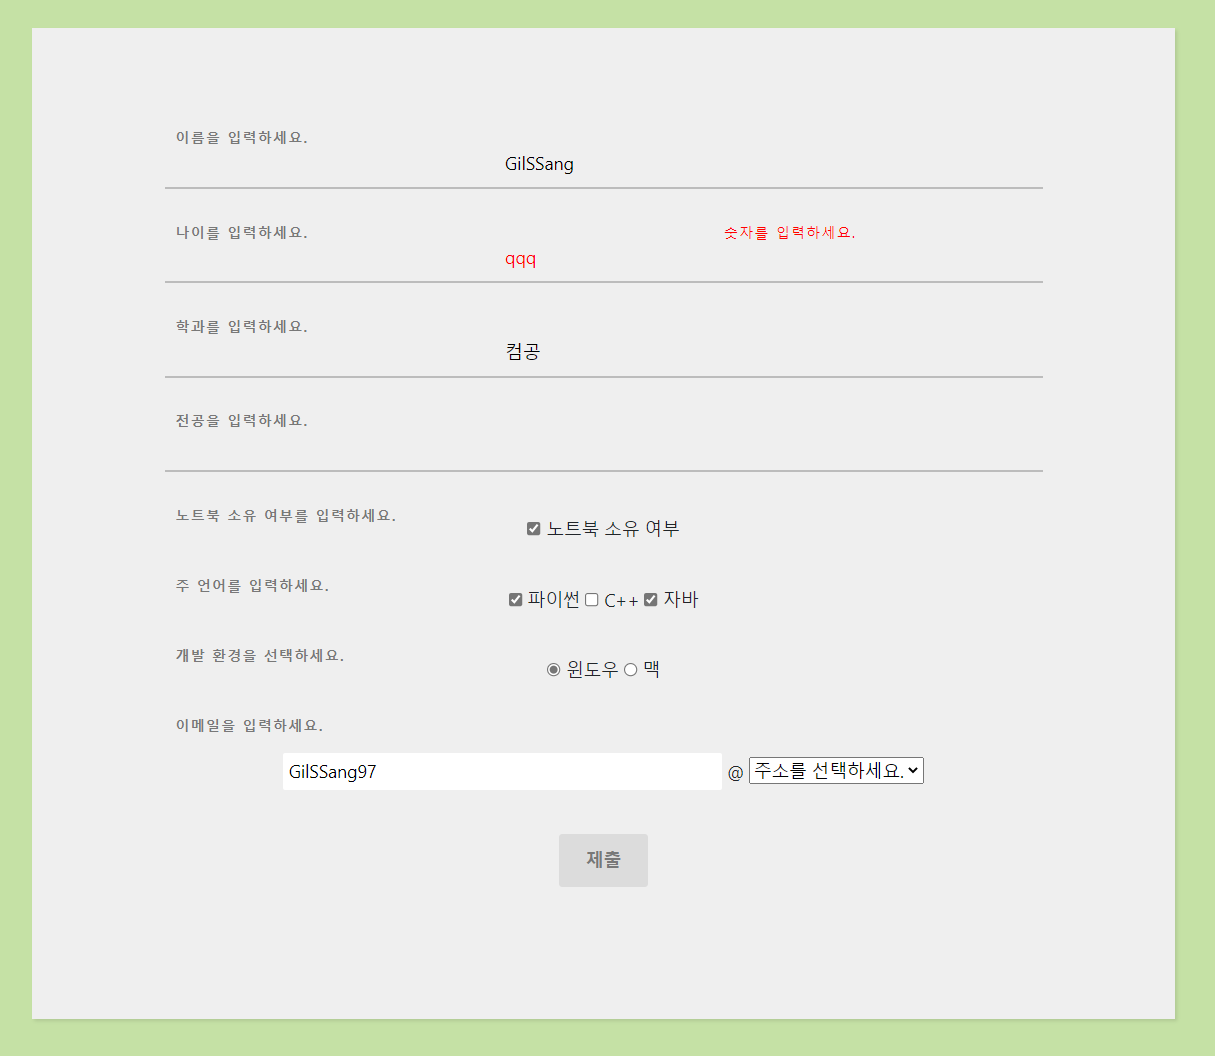 이름을 입력하세요.
GilSSang
나이를 입력하세요. 숫자를 입력하세요.
qqq
학과를 입력하세요.
컴공
전공을 입력하세요.
노트북 소유 여부를 입력하세요.
노트북 소유 여부
주 언어를 입력하세요.
파이썬 C++ 자바
개발 환경을 선택하세요.
윈도우 맥
이메일을 입력하세요.
GilSSang97 @ 주소를 선택하세요.
제출